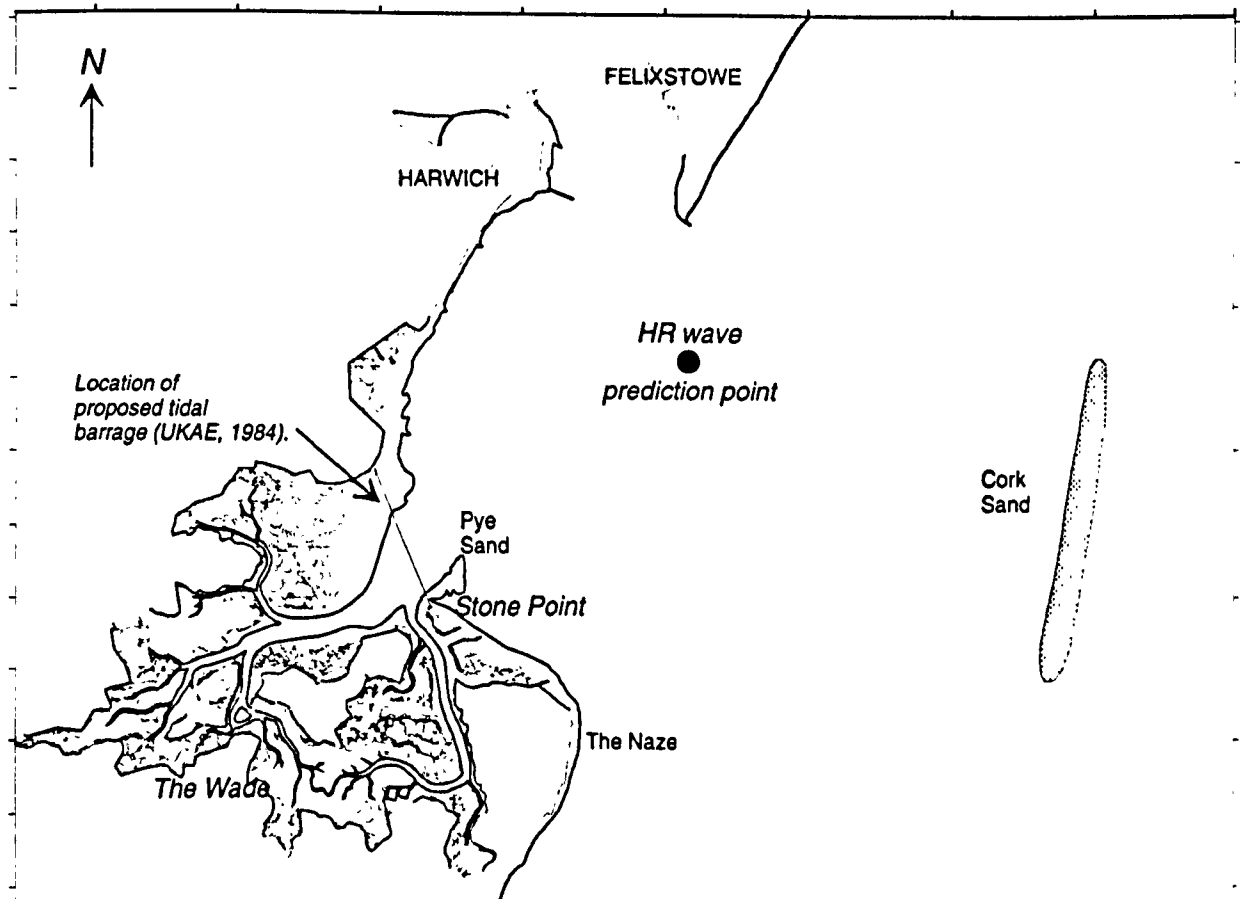 N
FELIXSTOWE
HARWICH
HR wave
prediction point
Location of
proposed tidal
barrage (UKAE, 1984).
Cork
Sand
Pye
Sand
Stone Point
The Naze
The Wade